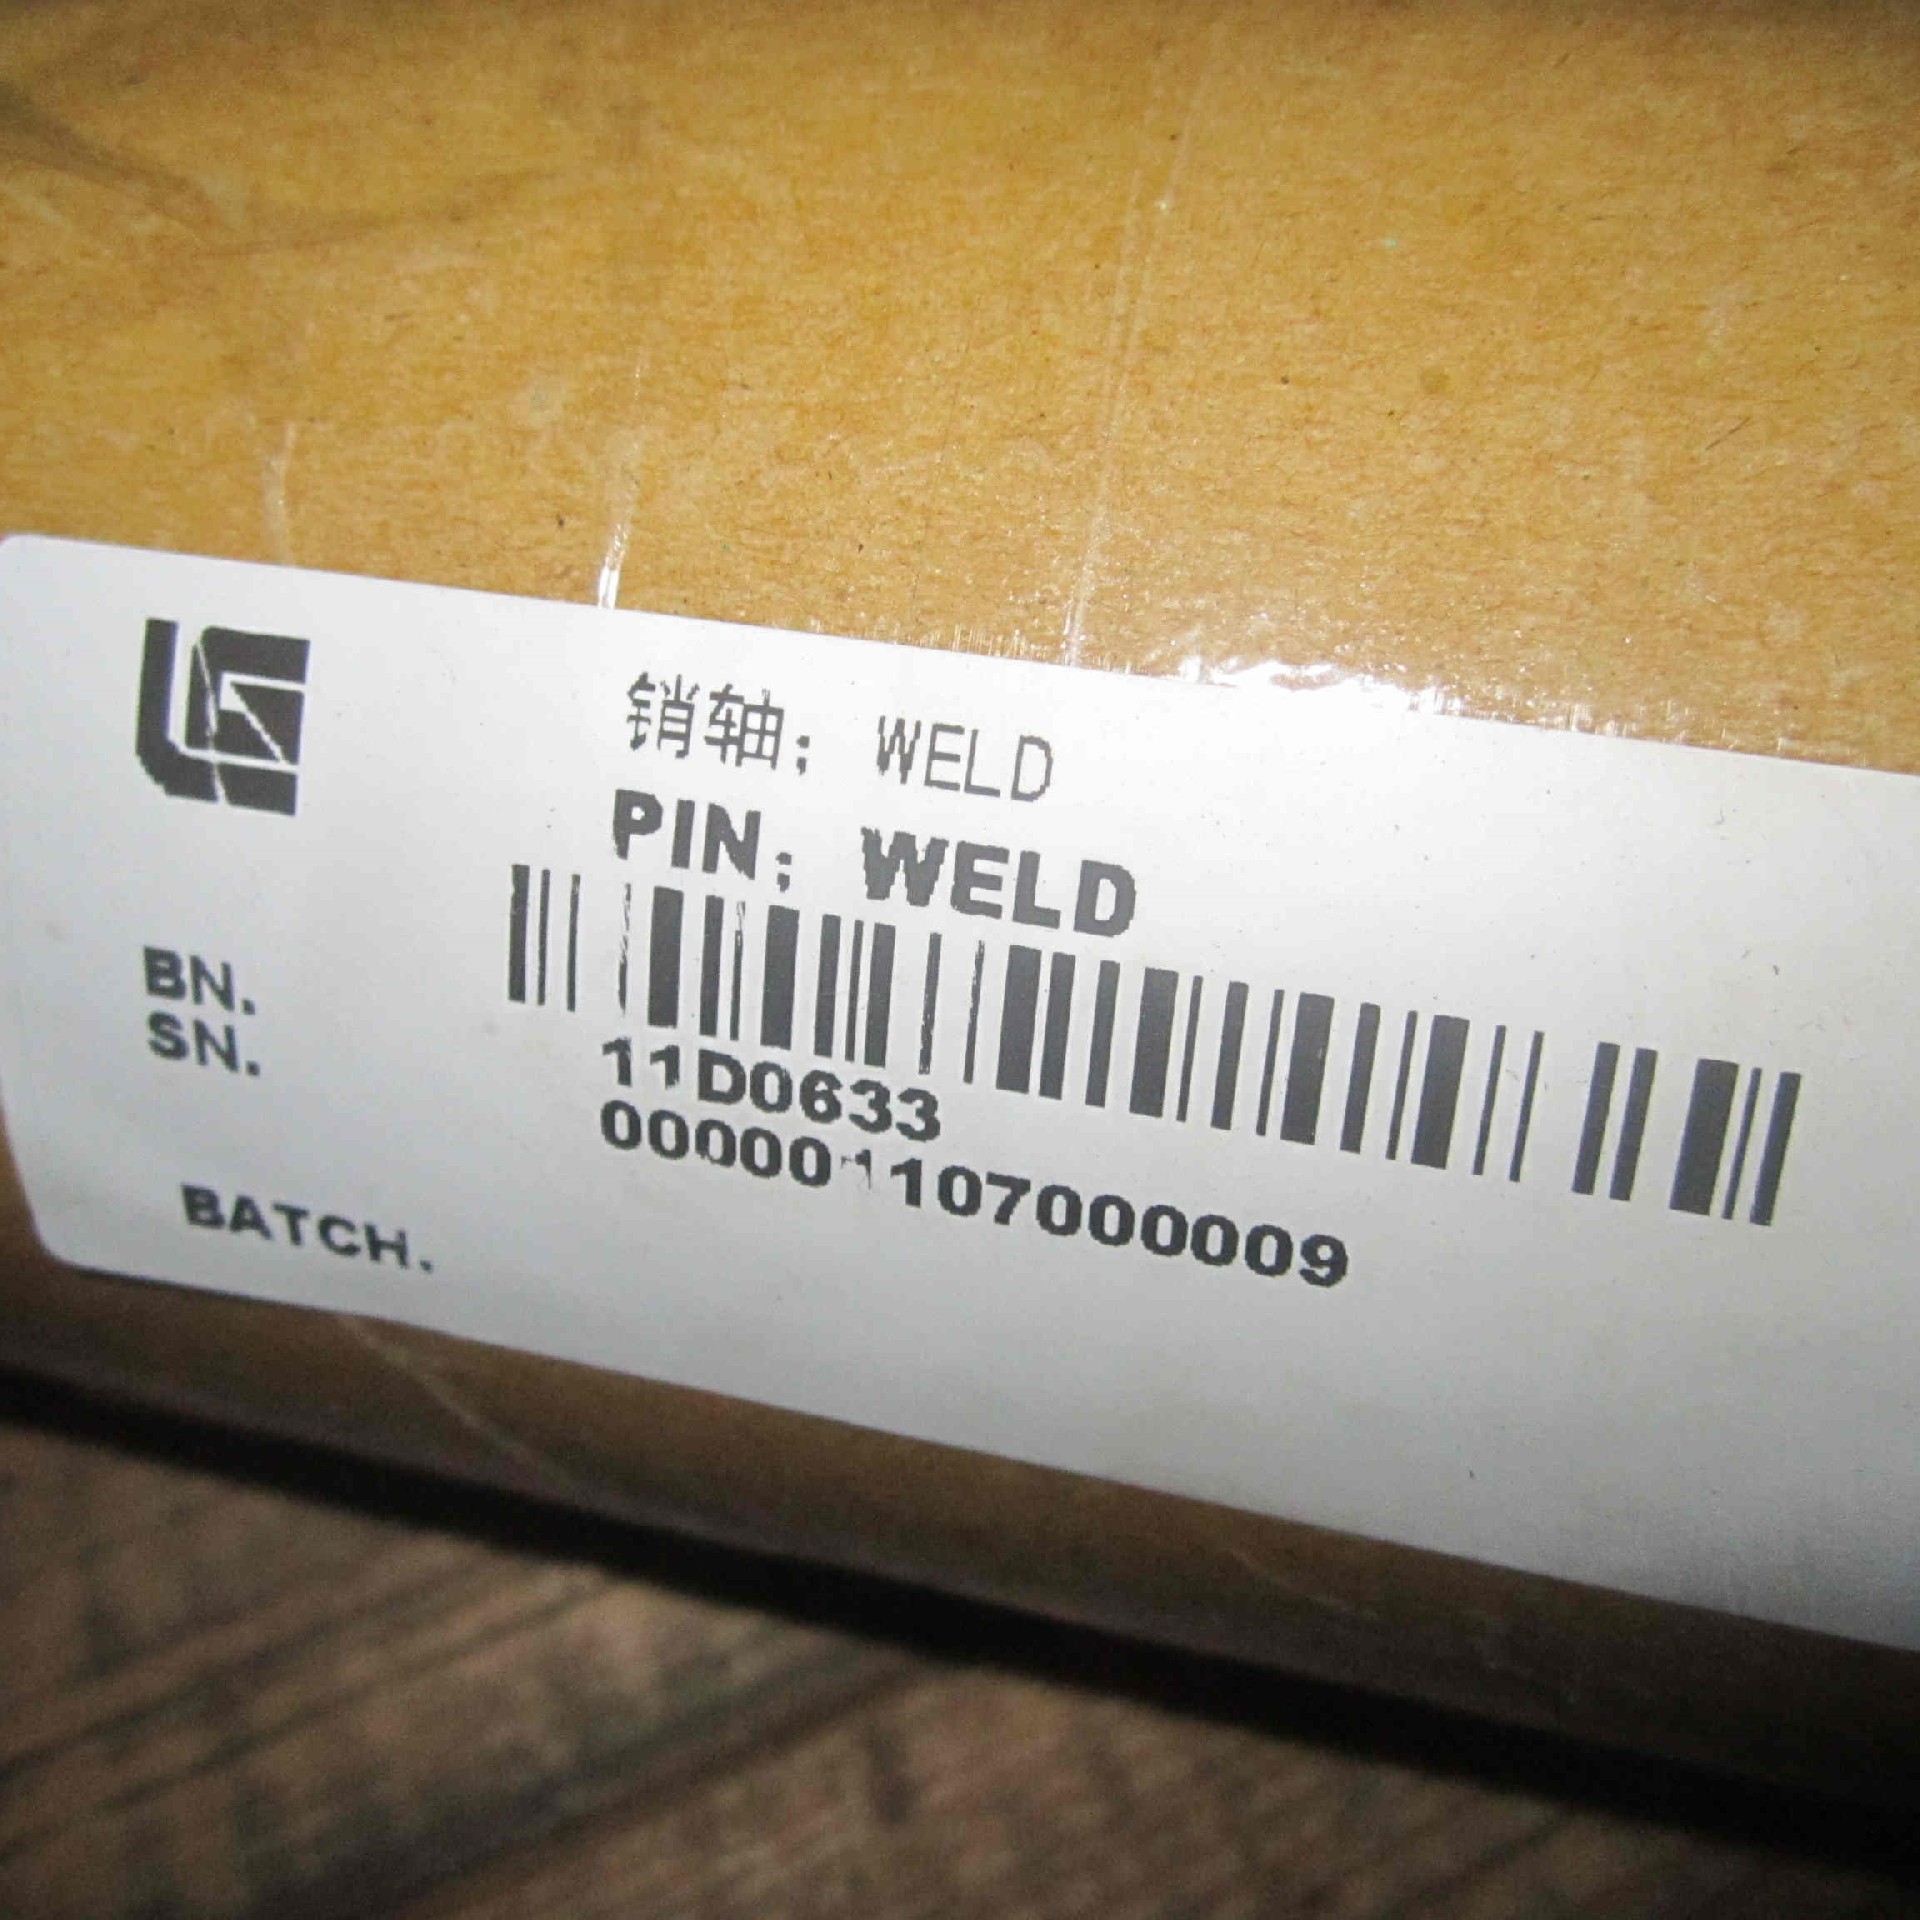 销轴; WELD
PIN; WELD
BN.
SN.
11D0633
000001107000009
BATCH.